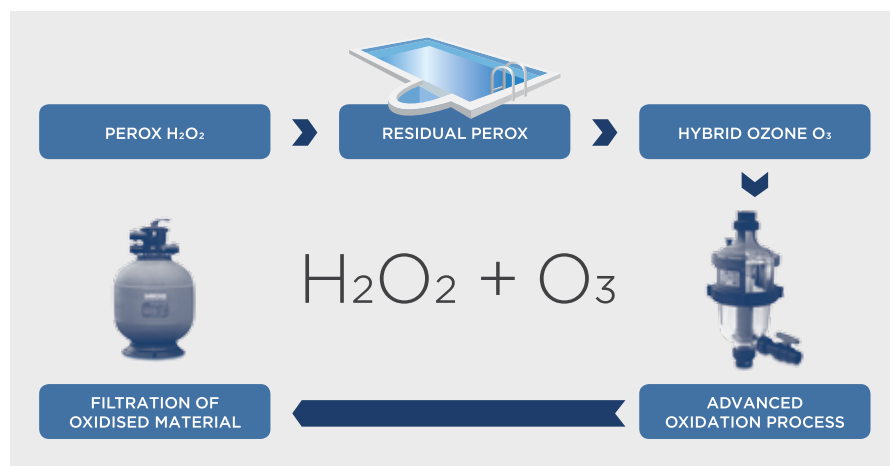 PEROX H₂O₂
RESIDUAL PEROX
HYBRID OZONE O₃
H₂O₂ + O₃
FILTRATION OF
OXIDISED MATERIAL
ADVANCED
OXIDATION PROCESS